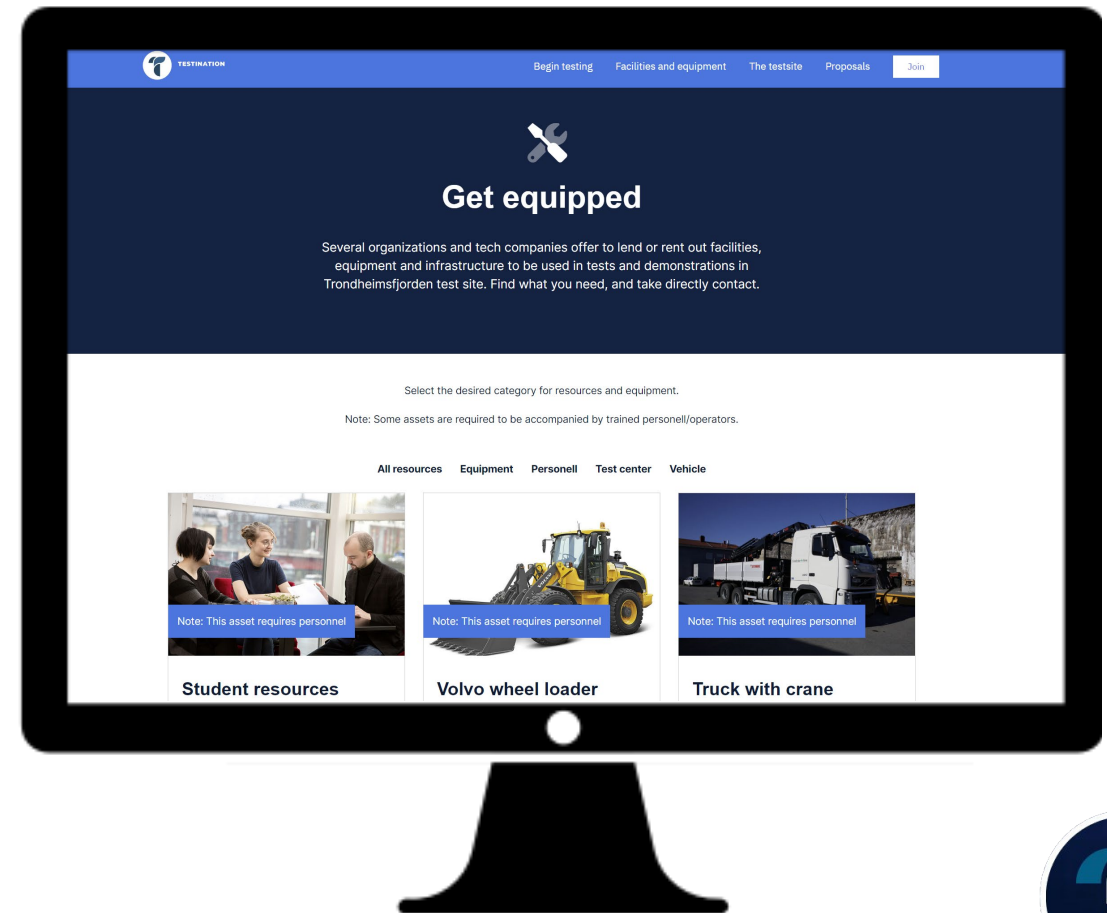 TESTINATION
Begin testing Facilities and equipment The testsite Proposals Join
Get equipped
Several organizations and tech companies offer to lend or rent out facilities,
equipment and infrastructure to be used in tests and demonstrations in
Trondheimsfjorden test site. Find what you need, and take directly contact.
Select the desired category for resources and equipment.
Note: Some assets are required to be accompanied by trained personell/operators.
All resources Equipment Personell Test center Vehicle
Note: This asset requires personnel
Note: This asset requires personnel
Note: This asset requires personnel
Student resources
Volvo wheel loader
Truck with crane